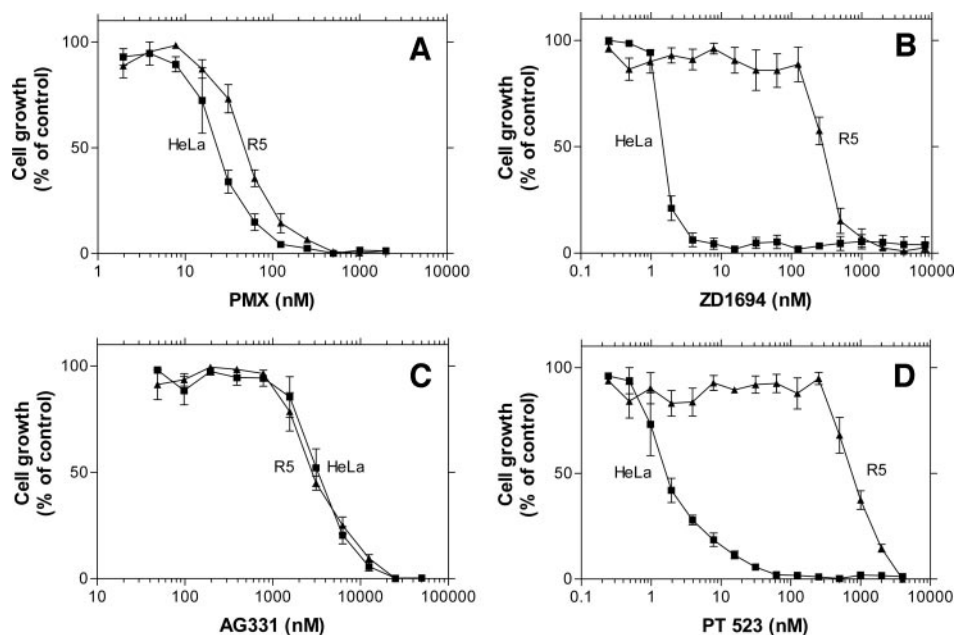 A
Cell growth
(% of control)
100
50
0
HeLa
R5
1
10
100
1000
10000
PMX (nM)
B
Cell growth
(% of control)
100
50
0
HeLa
R5
0.1
1
10
100
1000
10000
ZD1694 (nM)
C
Cell growth
(% of control)
100
50
0
R5
HeLa
10
100
1000
10000
100000
AG331 (nM)
D
Cell growth
(% of control)
100
50
0
HeLa
R5
0.1
1
10
100
1000
10000
PT 523 (nM)